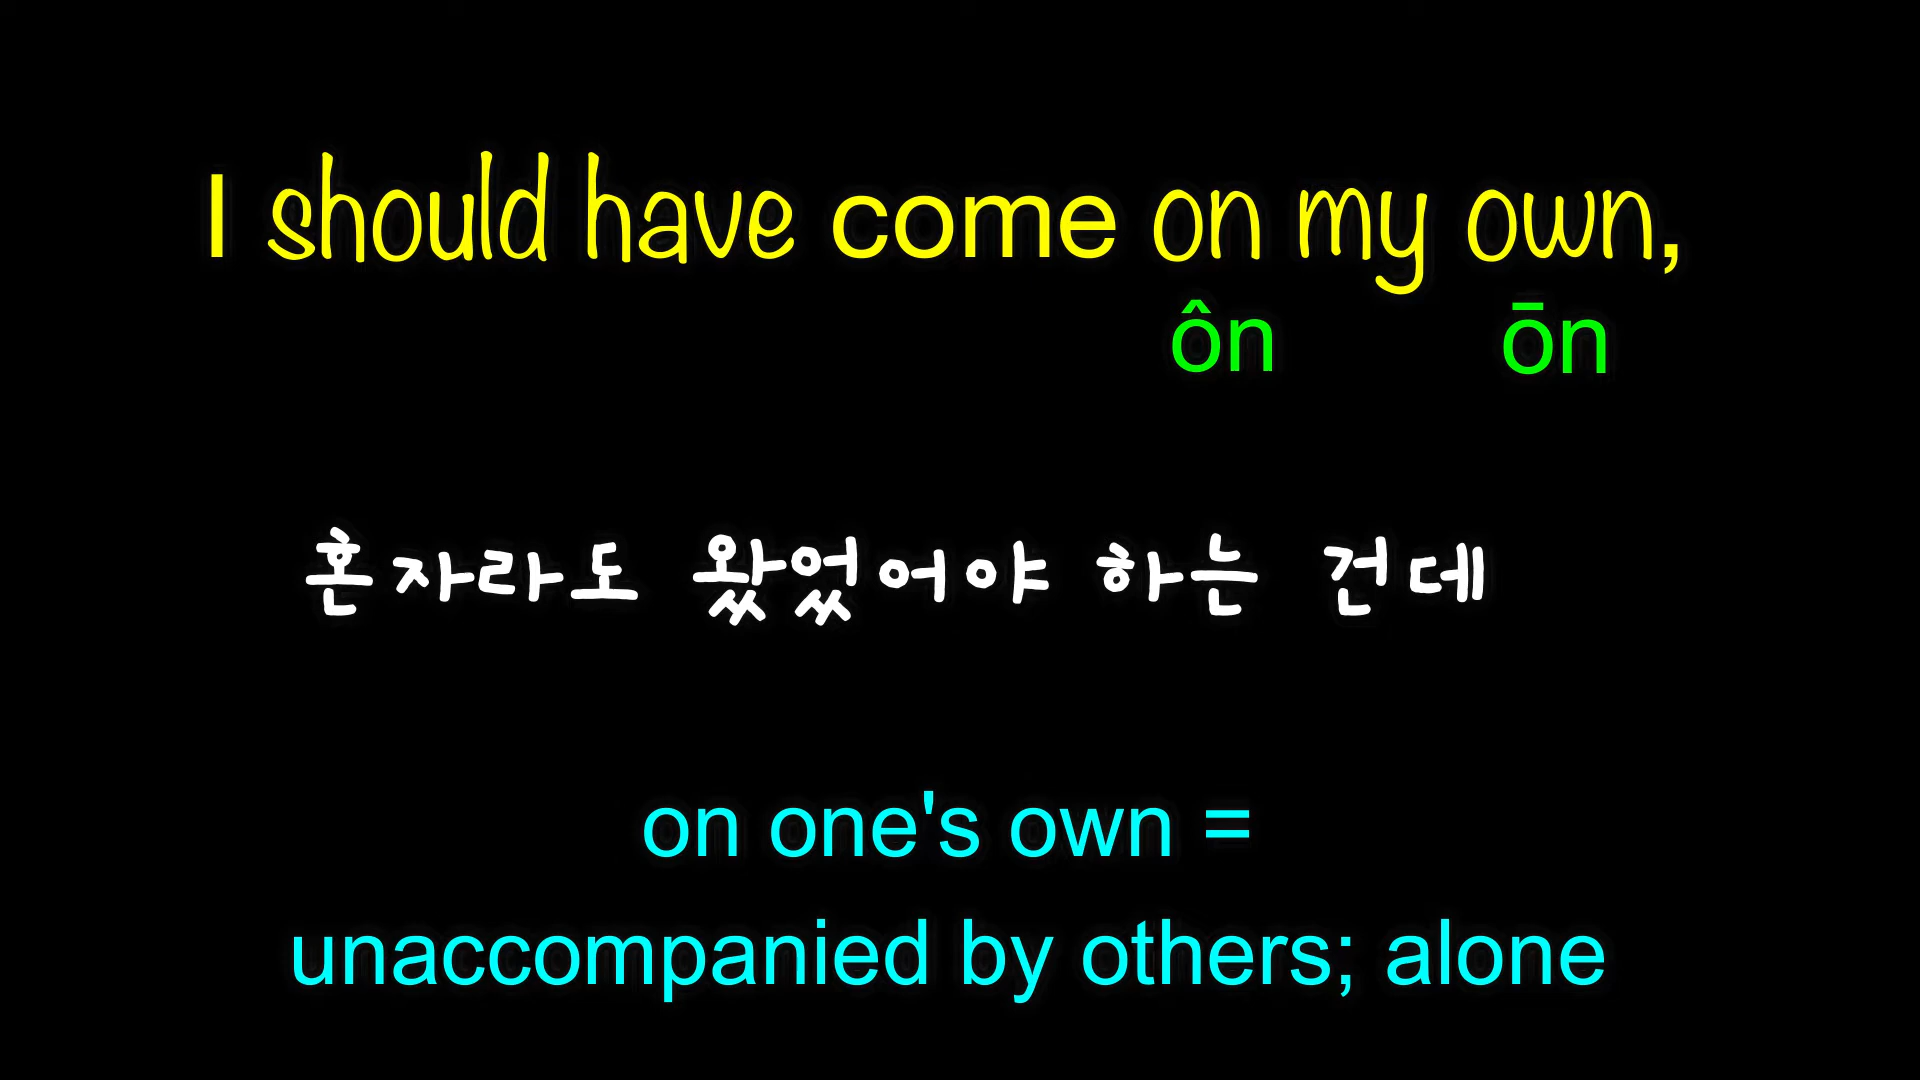 I should have come on my own,
ôn ōn
혼자라도 왔었어야 하는 건데
on one's own =
unaccompanied by others; alone